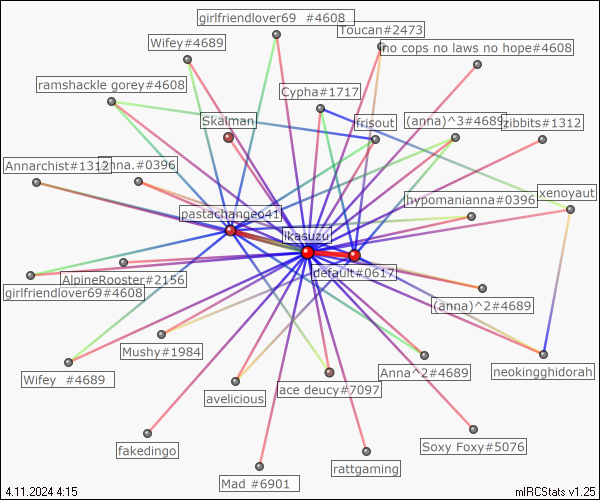 girlfriendlover69 #4608
Toucan#2473
Wifey#4689
no cops no laws no hope#4608
ramshackle gorey#4608
Cypha#1717
Skalman
frisout
(anna)^3#4689
zibbits#1312
Annarchist#1312
anna.#0396
hypomanianna#0396
xenoyaut
pastachangeo41
ikasuzu
default#0617
AlpineRooster#2156
girlfriendlover69#4608
(anna)^2#4689
Mushy#1984
Wifey #4689
Anna^2#4689
neokingghidorah
ace deucy#7097
avelicious
fakedingo
Soxy Foxy#5076
rattgaming
Mad #6901
4.11.2024 4:15
mIRCStats v1.25